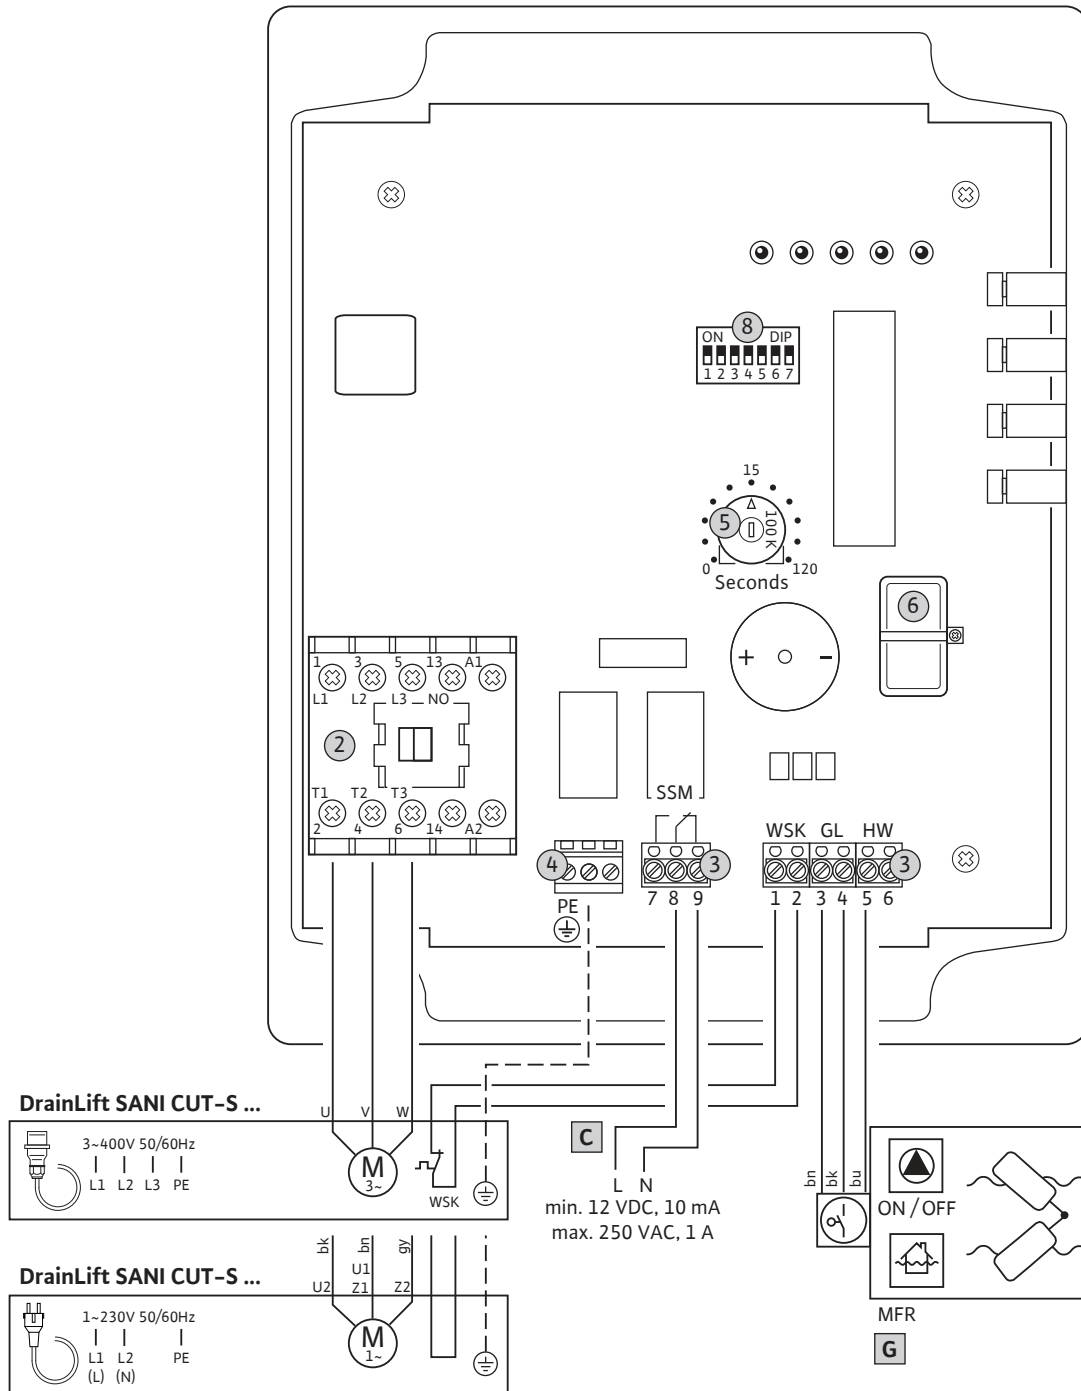 8
ON DIP
1 2 3 4 5 6 7
15
5
100 K
0 120
Seconds
6
+ −
1 3 5 13 A1
L1 L2 L3 NO
2
T1 T2 T3
2 4 6 14 A2
SSM
WSK GL HW
4 3 3
PE
7 8 9
1 2 3 4 5 6
DrainLift SANI CUT-S ...
U V W
3~400V 50/60Hz
L1 L2 L3 PE
M
3~
WSK
C
L N
min. 12 VDC, 10 mA
max. 250 VAC, 1 A
bn bk bu
ON/OFF
MFR
G
bk bn gy
U1
DrainLift SANI CUT-S ...
U2 Z1 Z2
1~230V 50/60Hz
L1 L2 PE
(L) (N)
M
1~